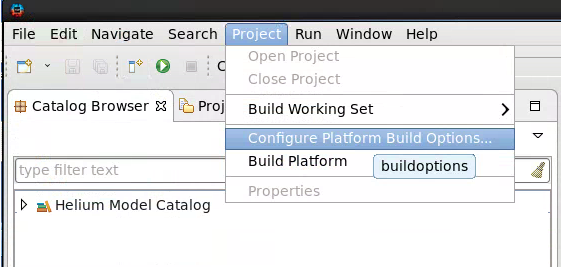 File Edit Navigate Search Project Run Window Help
Open Project
Close Project
Catalog Browser
Build Working Set
Configure Platform Build Options...
Build Platform
buildoptions
type filter text
Properties
Helium Model Catalog